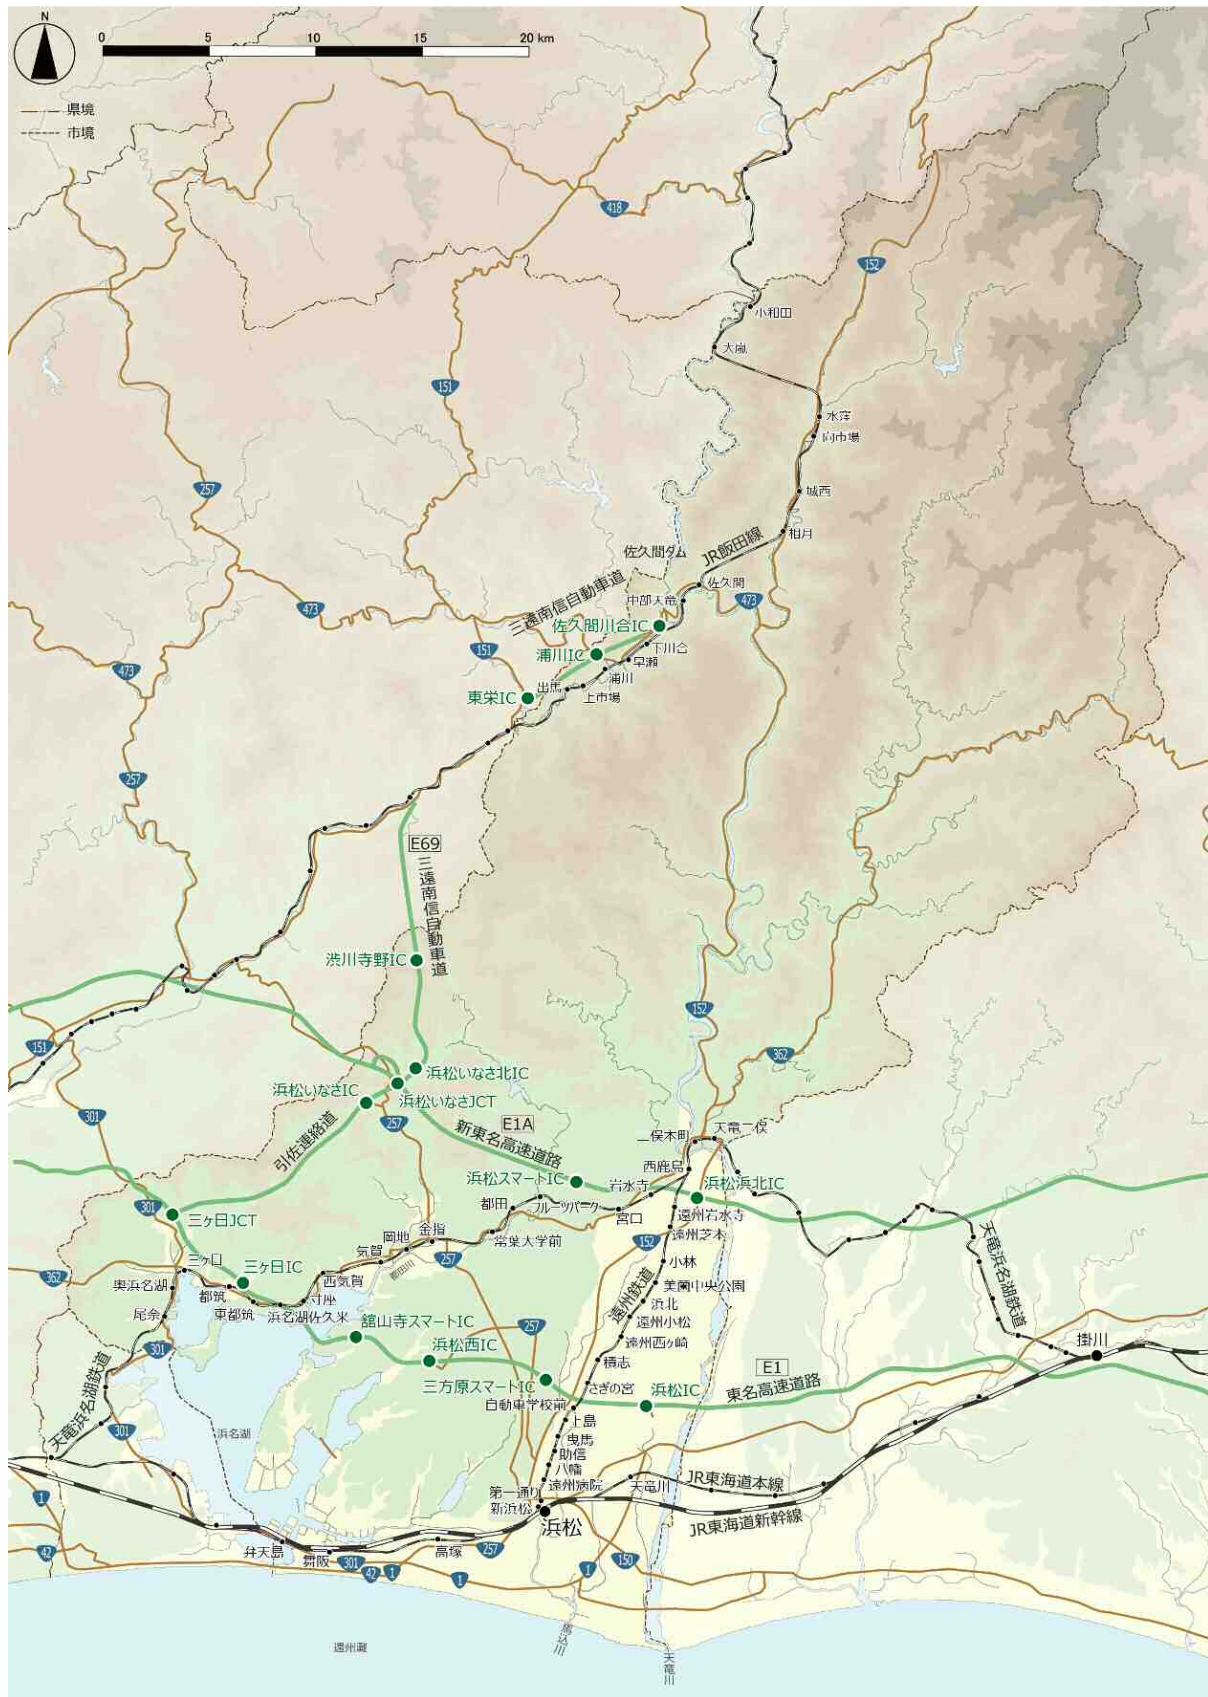 N
0 5 10 15 20 km
県境
市境
418
152
小和田
大嵐
151
水窪
向市場
257
城西
相月
JR飯田線
佐久間ダム
三遠南信自動車道
佐久間
中部天竜
473
473
佐久間川合IC
下川合
151
浦川IC
早瀬
473
浦川
出馬
東栄IC
上市場
257
E69
三遠南信自動車道
渋川寺野IC
152
151
362
浜松いなさ北IC
浜松いなさIC
浜松いなさJCT
301
257
E1A
新東名高速道路
引佐連絡道
二俣本町
天竜二俣
西鹿島
浜松スマートIC
岩水寺
浜松浜北IC
301
三ヶ日JCT
都田
フルーツパーク
宮口
遠州岩水寺
金指
常葉大学前
遠州芝本
岡地
152
気賀
都田川
257
三ヶ日
三ヶ日IC
小林
362
西気賀
奥浜名湖
都筑
美薗中央公園
天竜浜名湖鉄道
遠州鉄道
寸座
浜北
尾奈
東都筑
浜名湖佐久米
舘山寺スマートIC
257
遠州小松
301
浜松西IC
遠州西ヶ崎
掛川
積志
E1
三方原スマートIC
さぎの宮
浜松IC
東名高速道路
自動車学校前
天竜浜名湖鉄道
上島
301
浜名湖
曳馬
助信
八幡
遠州病院
天竜川
JR東海道本線
第一通り
1
新浜松
浜松
JR東海道新幹線
42
弁天島
舞阪
高塚
257
301
150
42
1
1
1
1
馬込川
遠州灘
天竜川